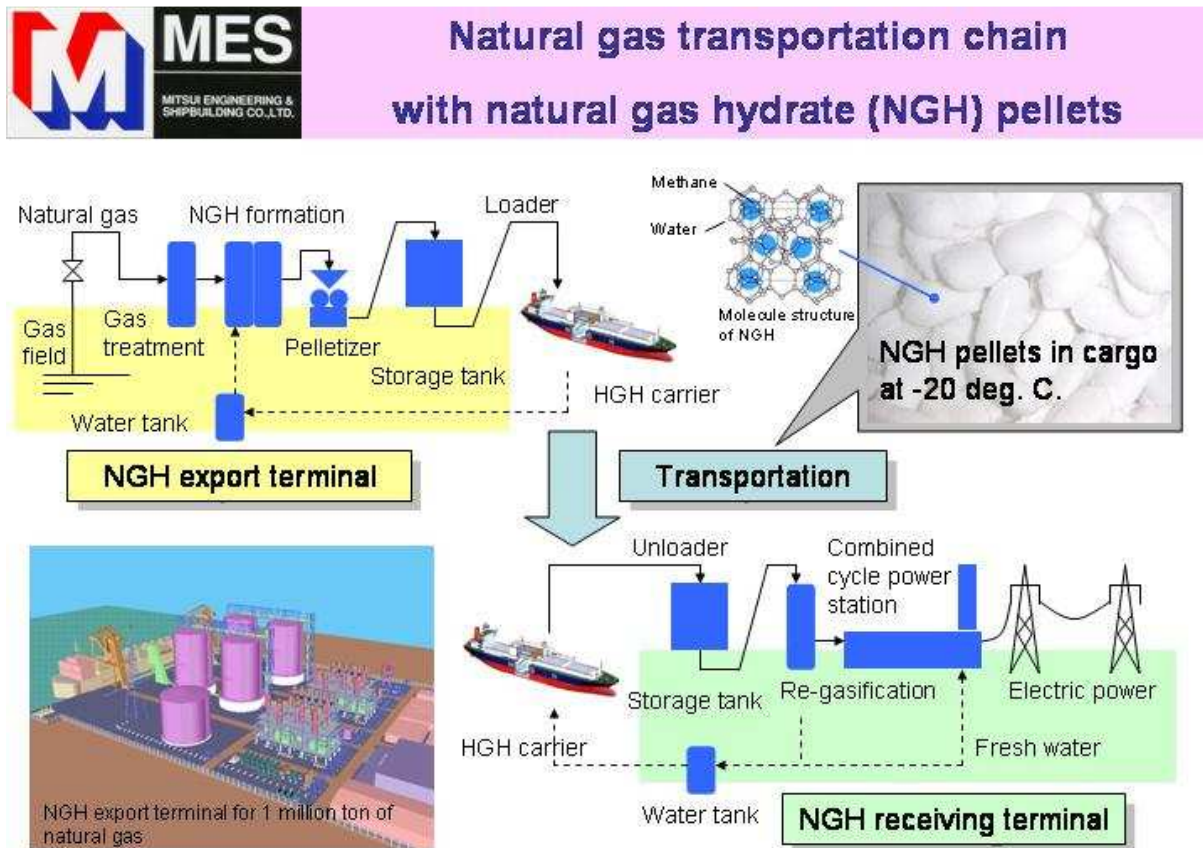 MES
MITSUI ENGINEERING &
SHIPBUILDING CO.,LTD.
Natural gas transportation chain
with natural gas hydrate (NGH) pellets
Natural gas
NGH formation
Loader
Gas
field
Gas
treatment
Pelletizer
Storage tank
Water tank
HGH carrier
NGH export terminal
Methane
Water
Molecule structure
of NGH
NGH pellets in cargo
at -20 deg. C.
Transportation
Unloader
Combined
cycle power
station
Storage tank
Re-gasification
Electric power
HGH carrier
Fresh water
Water tank
NGH receiving terminal
NGH export terminal for 1 million ton of
natural gas